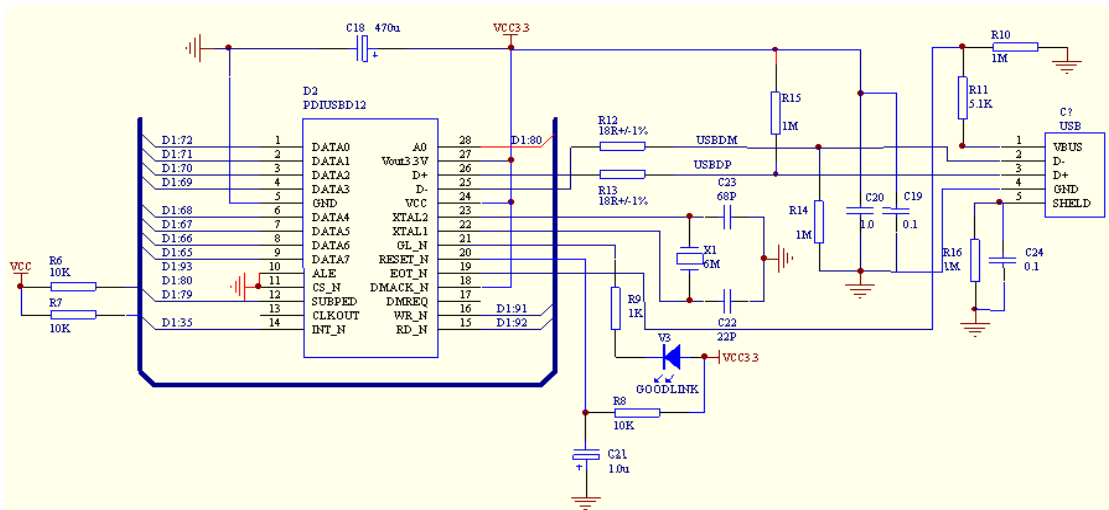 C18 470u
VCC3.3
R10
1M
D2
PDIUSBD12
R15
1M
R11
5.1K
C?
USB
R12
18R+/-1%
USBDM
USBDP
R13
18R+/-1%
D1:72 1 DATA0
D1:71 2 DATA1
D1:70 3 DATA2
D1:69 4 DATA3
5 GND
D1:68 6 DATA4
D1:67 7 DATA5
D1:66 8 DATA6
D1:65 9 DATA7
D1:93 10 ALE
D1:80 11 CS_N
D1:79 12 SUBPED
13 CLKOUT
D1:35 14 INT_N
A0 28 D1:80
Vout3.3V 27
D+ 26
D- 25
VCC 24
XTAL2 23
XTAL1 22
GL_N 21
RESET_N 20
EOT_N 19
DMACK_N 18
DMREQ 17
WR_N 16 D1:91
RD_N 15 D1:92
1 VBUS
2 D-
3 D+
4 GND
5 SHIELD
C23
68P
R14
1M
C20
1.0
C19
0.1
X1
6M
R16
1M
C24
0.1
VCC
R6
10K
R7
10K
R9
1K
C22
22P
V3
VCC3.3
GOODLINK
R8
10K
C21
1.0u